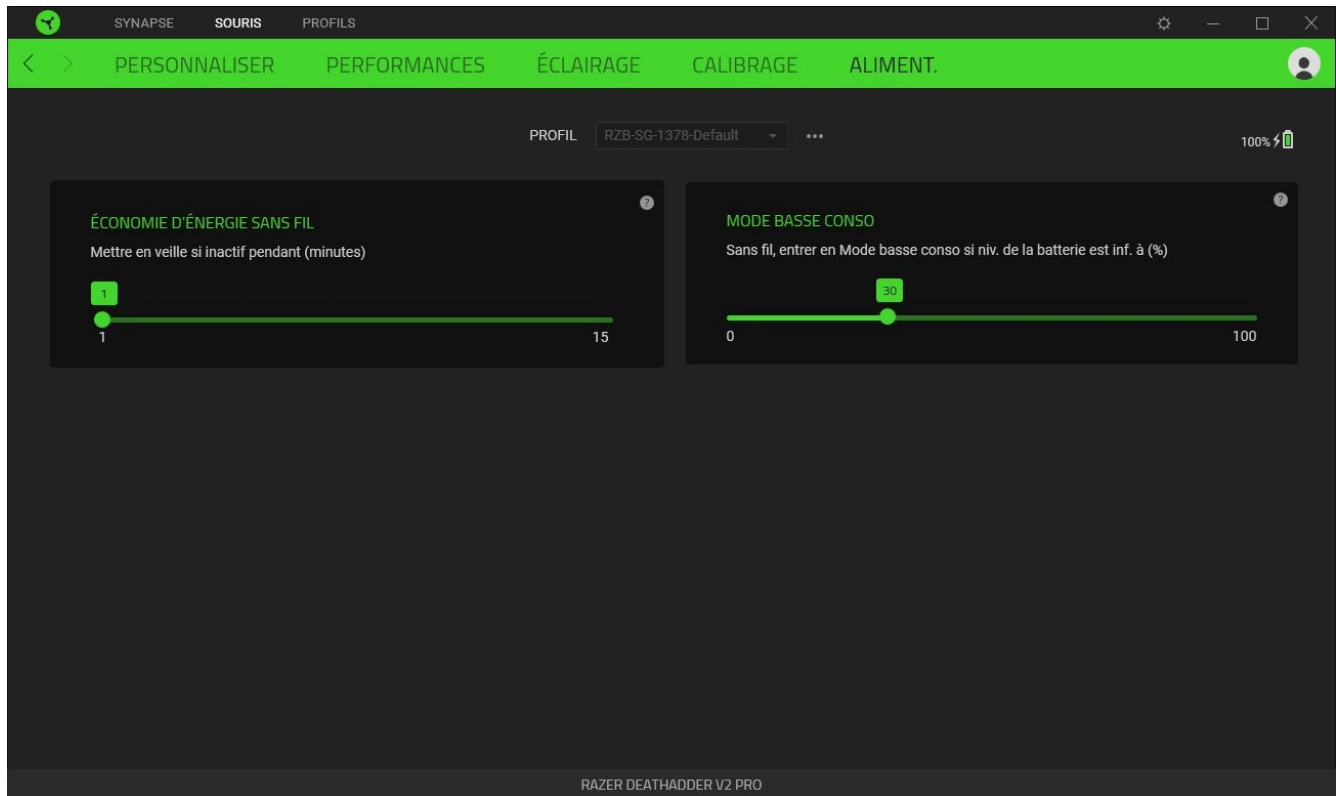 SYNAPSE SOURIS PROFILS
PERSONNALISER PERFORMANCES ÉCLAIRAGE CALIBRAGE ALIMENT.
PROFIL RZB-SG-1378-Default ...
100%
ÉCONOMIE D'ÉNERGIE SANS FIL
Mettre en veille si inactif pendant (minutes)
1
1 15
MODE BASSE CONSO
Sans fil, entrer en Mode basse conso si niv. de la batterie est inf. à (%)
30
0 100
RAZER DEATHADDER V2 PRO